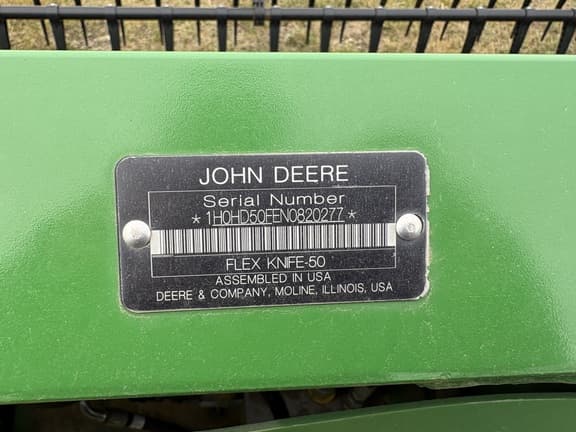 JOHN DEERE
Serial Number
*1H0HD50FEN0820277*
FLEX KNIFE-50
ASSEMBLED IN USA
DEERE & COMPANY, MOLINE, ILLINOIS, USA